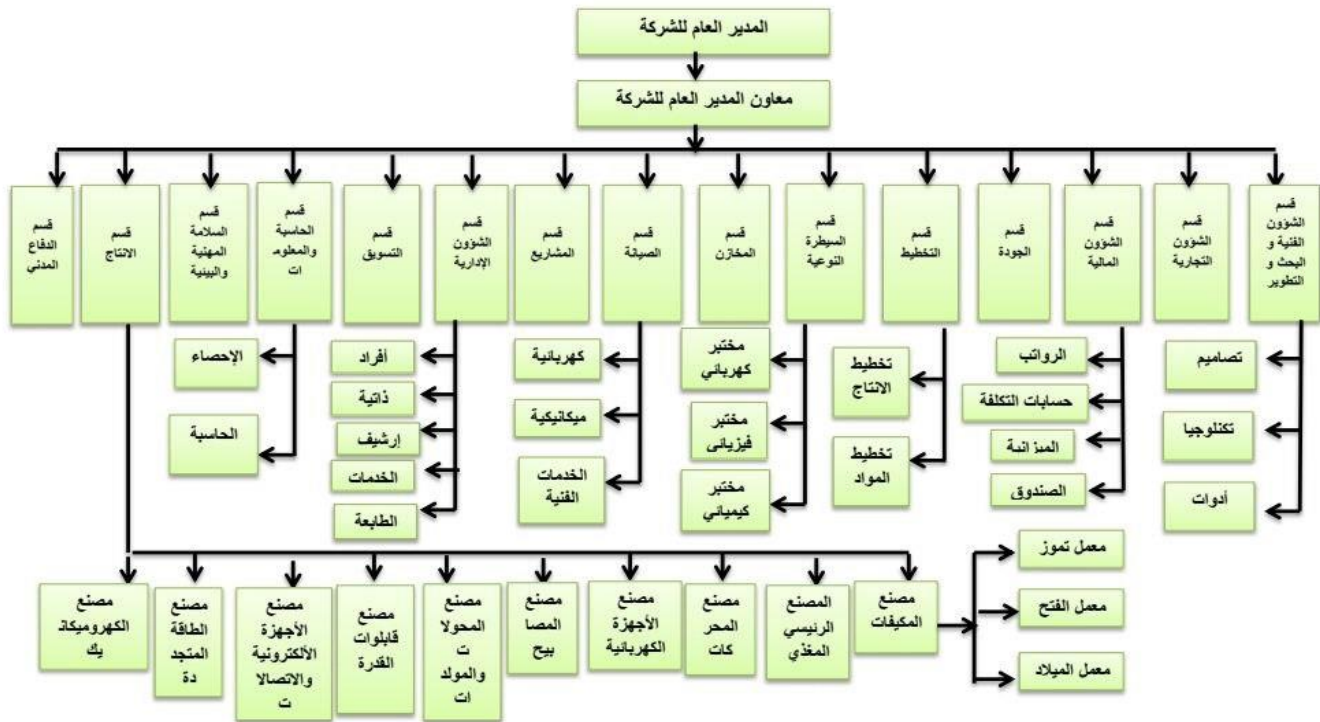 المدير العام للشركة
معاون المدير العام للشركة
قسم
الشؤون
الفنية و
البحث و
التطوير
قسم
الشؤون
التجارية
قسم
الشؤون
المالية
قسم
الجودة
قسم
التخطيط
قسم
السيطرة
النوعية
قسم
المخازن
قسم
الصيانة
قسم
المشاريع
قسم
الشؤون
الإدارية
قسم
التسويق
قسم
الحاسبة
والمعلوم
ات
قسم
السلامة
المهنية
والبيئية
قسم
الانتاج
قسم
الدفاع
المدني
تصاميم
تكنلوجيا
أدوات
الرواتب
حسابات التكلفة
الميزانية
الصندوق
تخطيط
الانتاج
تخطيط
المواد
مختبر
كهربائي
مختبر
فيزيائي
مختبر
كيميائي
كهربائية
ميكانيكية
الخدمات
الفنية
أفراد
ذاتية
إرشيف
الخدمات
الطابعة
الإحصاء
الحاسبة
مصنع
المكيفات
المصنع
الرئيسي
المغذي
مصنع
المحر
كات
مصنع
الأجهزة
الكهربائية
مصنع
المصا
بيح
مصنع
المحولا
ت
والمولد
ات
مصنع
قابلوات
القدرة
مصنع
الأجهزة
الألكترونية
والاتصالا
ت
مصنع
الطاقة
المتجد
دة
مصنع
الكهروميكان
يك
معمل تموز
معمل الفتح
معمل الميلاد